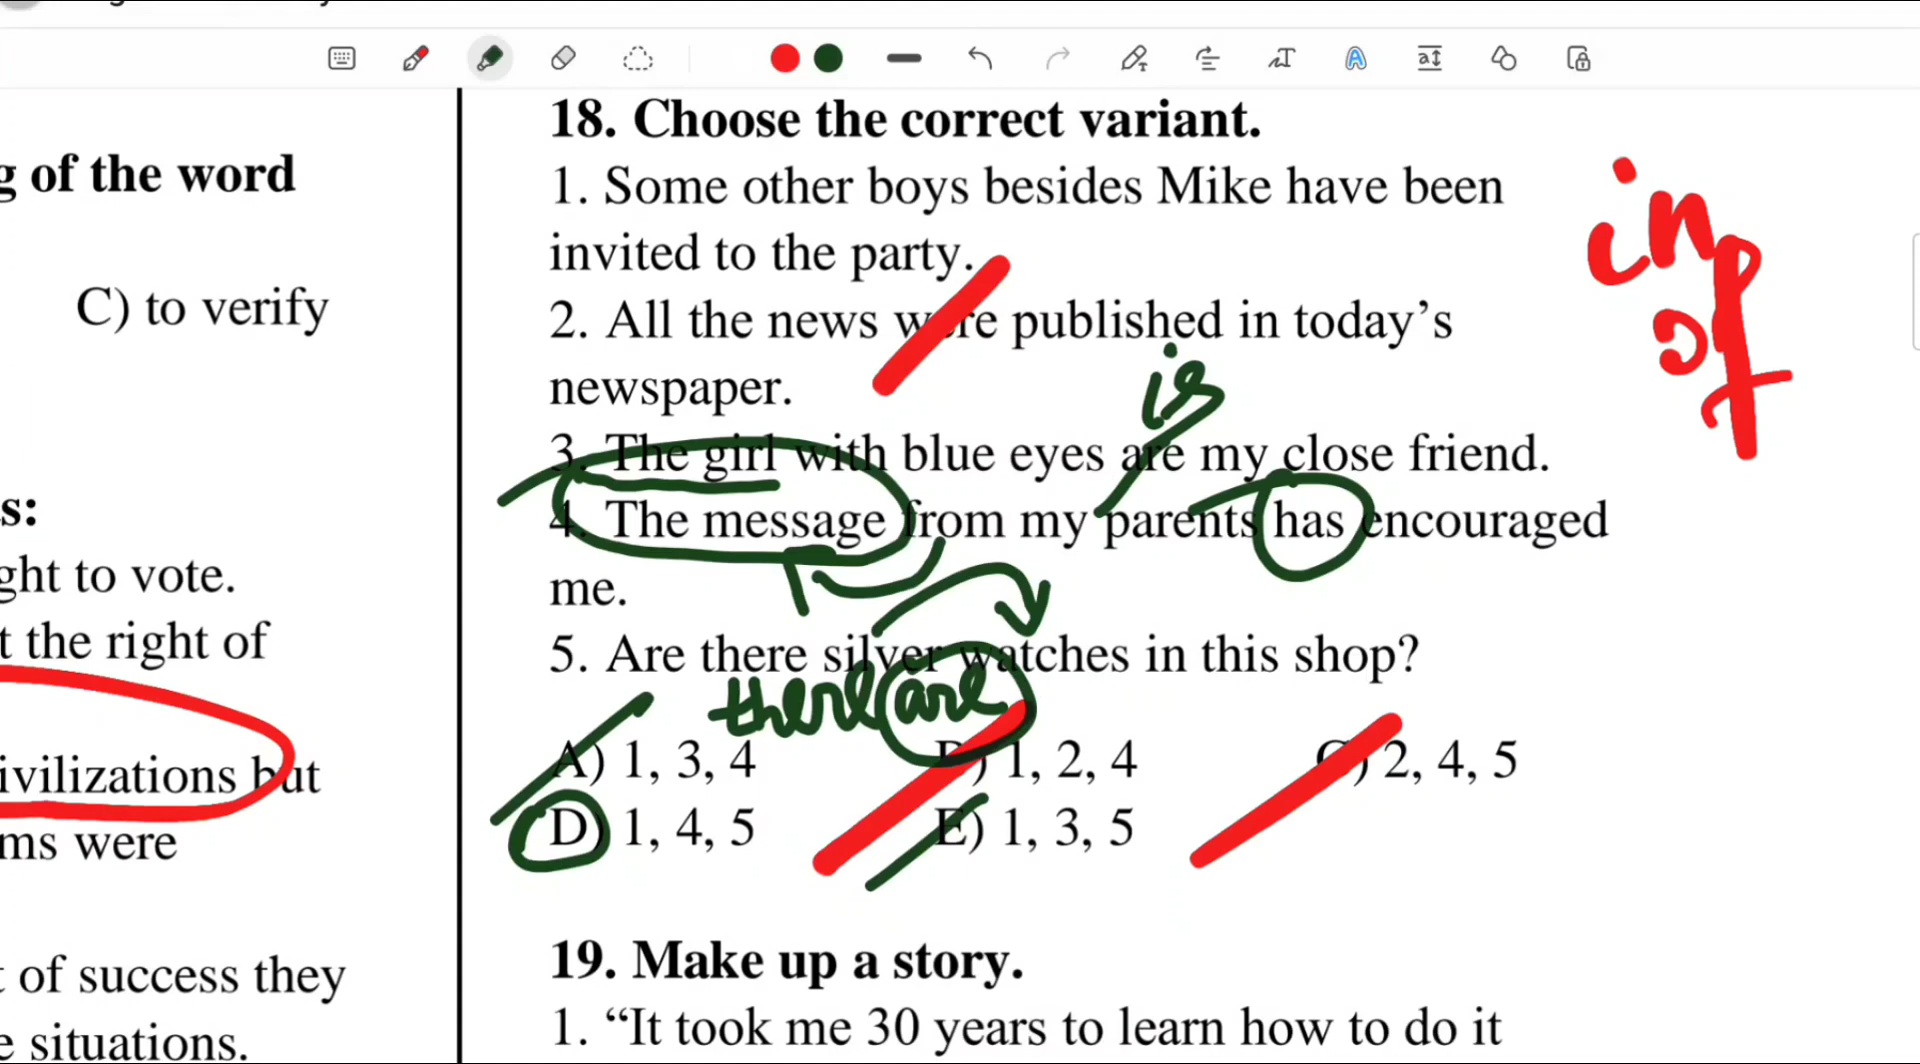 g of the word
C) to verify
s:
ght to vote.
t the right of
ivilizations but
ms were
t of success they
e situations.
18. Choose the correct variant.
1. Some other boys besides Mike have been
invited to the party.
2. All the news were published in today’s
newspaper.
is
3. The girl with blue eyes are my close friend.
4. The message from my parents has encouraged
me.
5. Are there silver watches in this shop?
there are
A) 1, 3, 4 B) 1, 2, 4 C) 2, 4, 5
D) 1, 4, 5 E) 1, 3, 5
19. Make up a story.
1. “It took me 30 years to learn how to do it
in
of